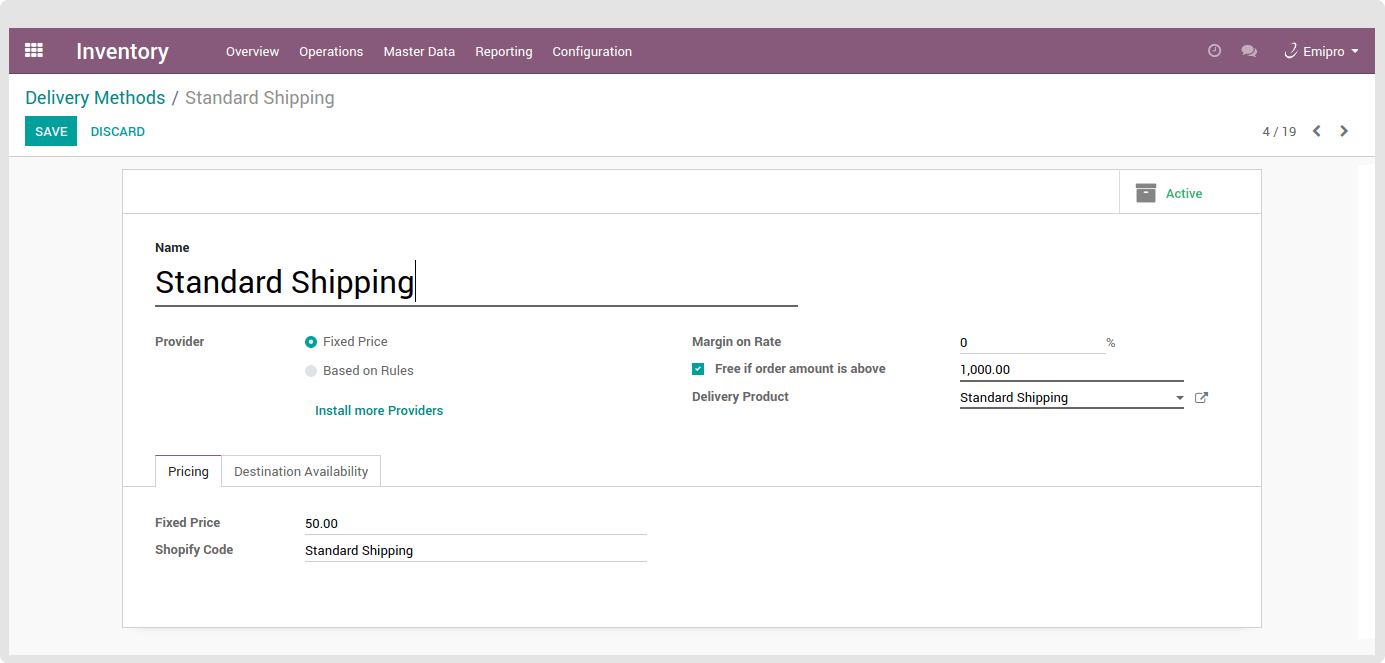 Inventory Overview Operations Master Data Reporting Configuration Emipro
Delivery Methods / Standard Shipping
SAVE DISCARD 4 / 19
Active
Name
Standard Shipping
Provider Fixed Price Margin on Rate 0 %
Based on Rules Free if order amount is above 1,000.00
Install more Providers Delivery Product Standard Shipping
Pricing Destination Availability
Fixed Price 50.00
Shopify Code Standard Shipping